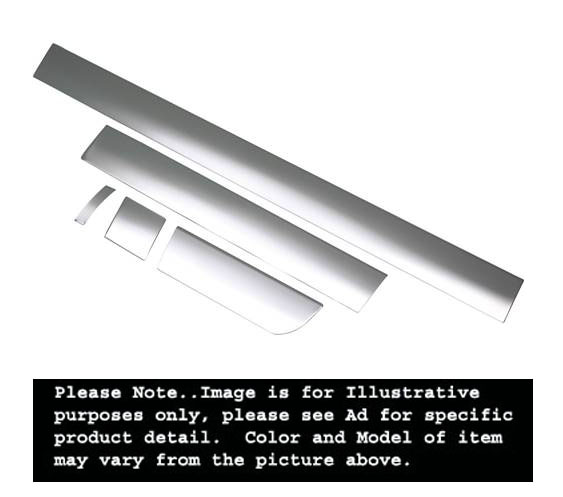 Please Note..Image is for Illustrative
purposes only, please see Ad for specific
product detail.  Color and Model of item
may vary from the picture above.